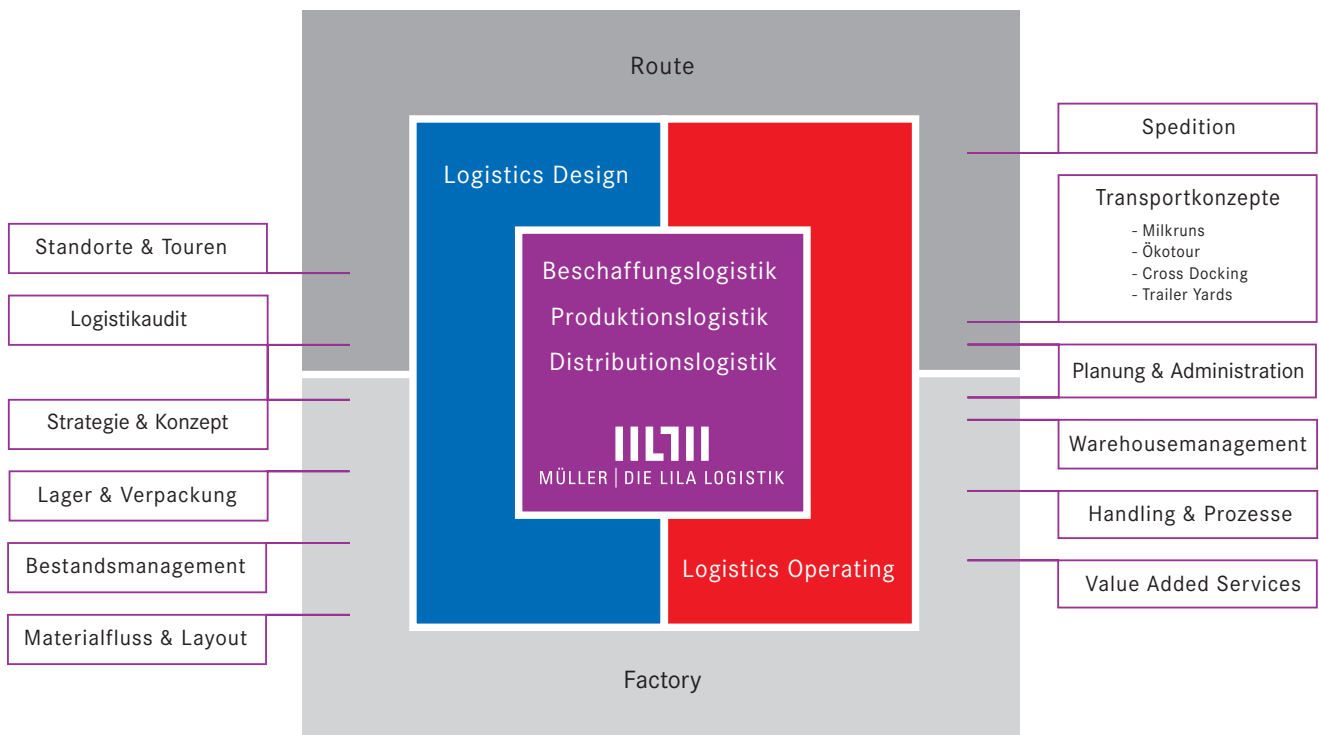 Route
Logistics Design
Beschaffungslogistik
Produktionslogistik
Distributionslogistik
MÜLLER | DIE LILA LOGISTIK
Logistics Operating
Factory
Standorte & Touren
Logistikaudit
Strategie & Konzept
Lager & Verpackung
Bestandsmanagement
Materialfluss & Layout
Spedition
Transportkonzepte
- Milkruns
- Ökotour
- Cross Docking
- Trailer Yards
Planung & Administration
Warehousemanagement
Handling & Prozesse
Value Added Services